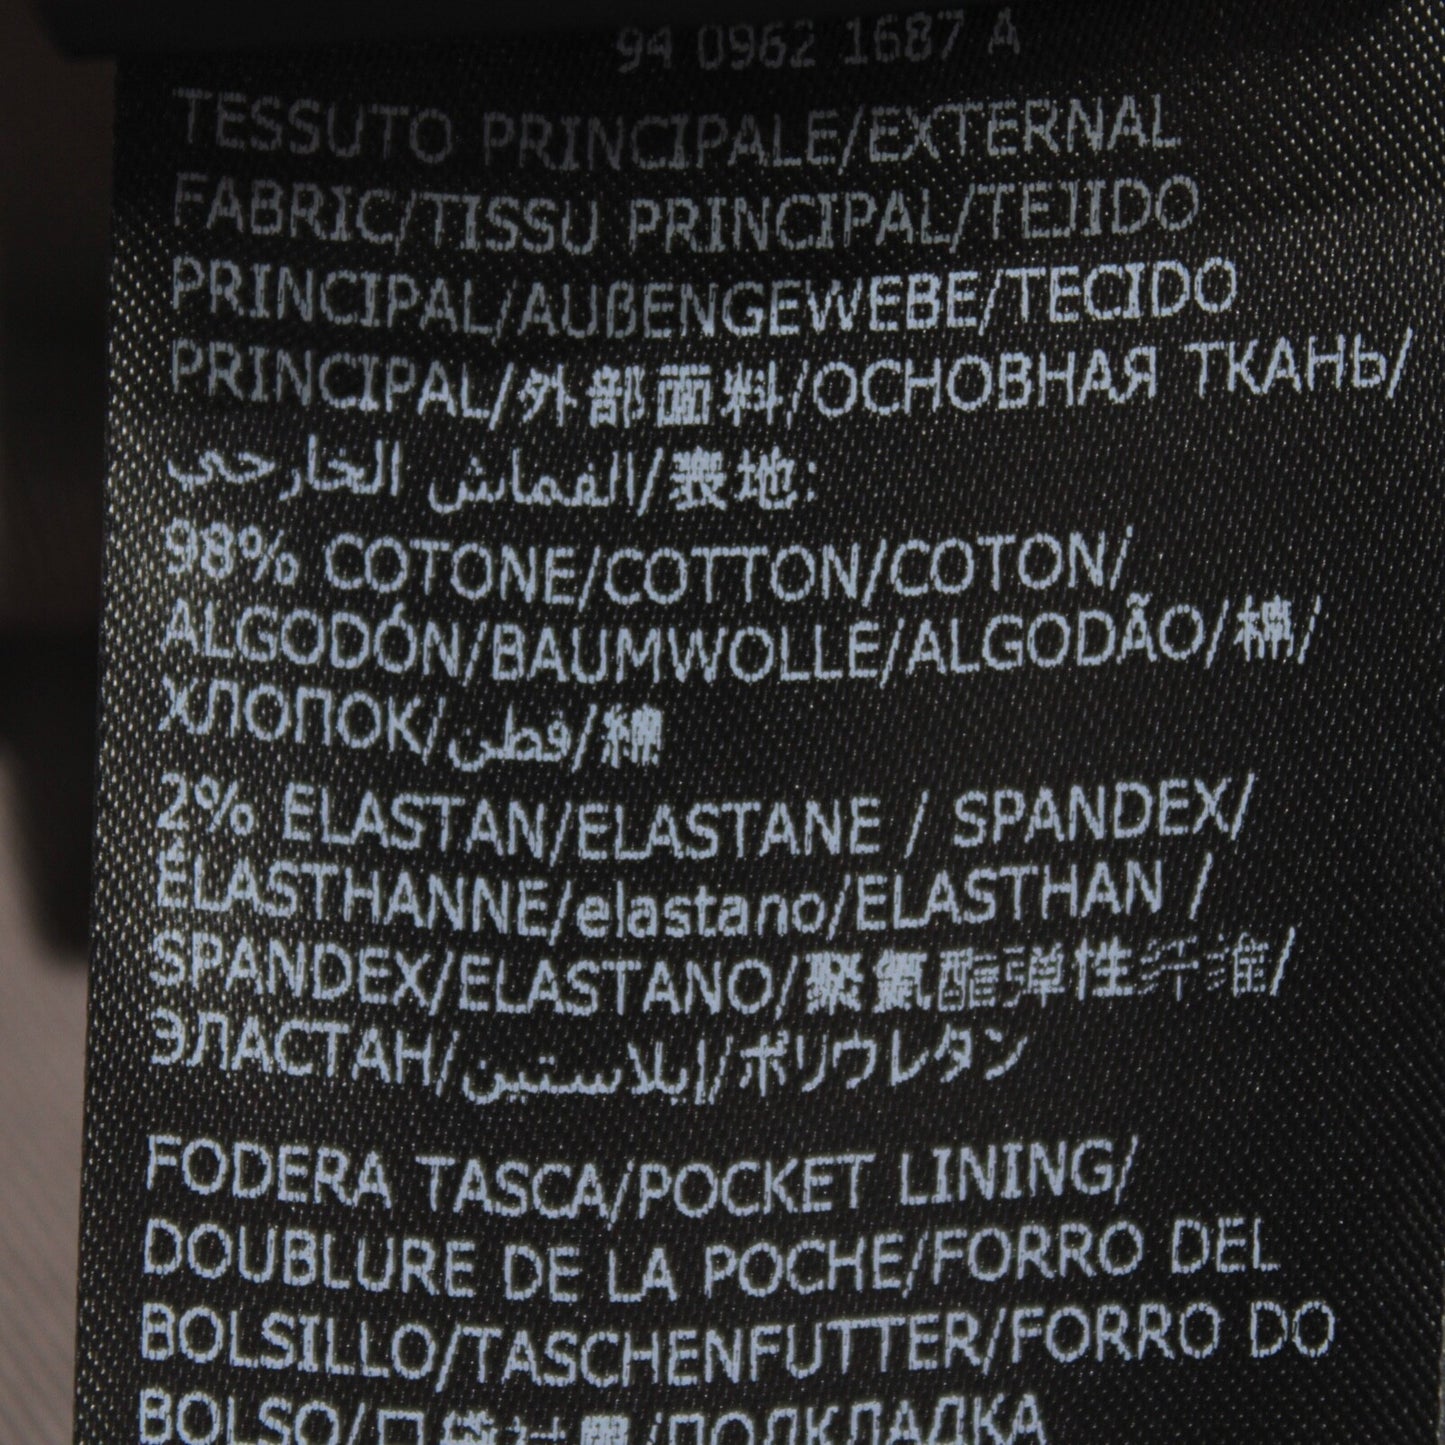 94 0962 1687 A
TESSUTO PRINCIPALE/EXTERNAL
FABRIC/TISSU PRINCIPAL/TEJIDO
PRINCIPAL/AUßENGEWEBE/TECIDO
PRINCIPAL/外部面料/ОСНОВНАЯ ТКАНЬ/
القماش الخارجي/表地:
98% COTONE/COTTON/COTON/
ALGODÓN/BAUMWOLLE/ALGODÃO/棉/
ХЛОПОК/قطن/綿
2% ELASTAN/ELASTANE / SPANDEX/
ÉLASTHANNE/elastano/ELASTHAN /
SPANDEX/ELASTANO/聚氨酯弹性纤维/
ЭЛАСТАН/إيلاستين/ポリウレタン
FODERA TASCA/POCKET LINING/
DOUBLURE DE LA POCHE/FORRO DEL
BOLSILLO/TASCHENFUTTER/FORRO DO
BOLSO/口袋衬里/ПОДКЛАДКА